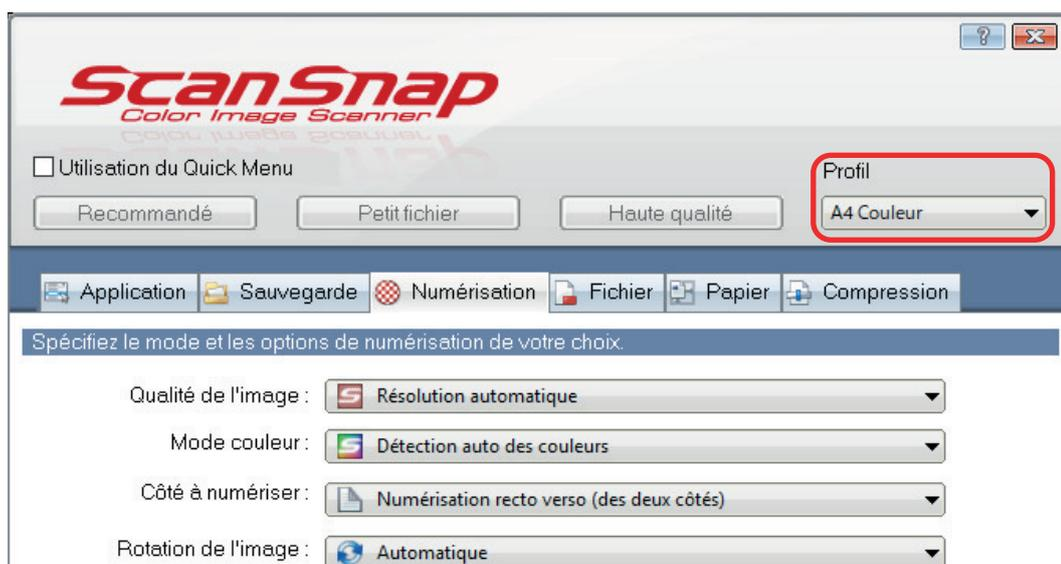 ScanSnap
Color Image Scanner
Utilisation du Quick Menu
Profil
Recommandé Petit fichier Haute qualité A4 Couleur
Application Sauvegarde Numérisation Fichier Papier Compression
Spécifiez le mode et les options de numérisation de votre choix.
Qualité de l'image : Résolution automatique
Mode couleur : Détection auto des couleurs
Côté à numériser : Numérisation recto verso (des deux côtés)
Rotation de l'image : Automatique